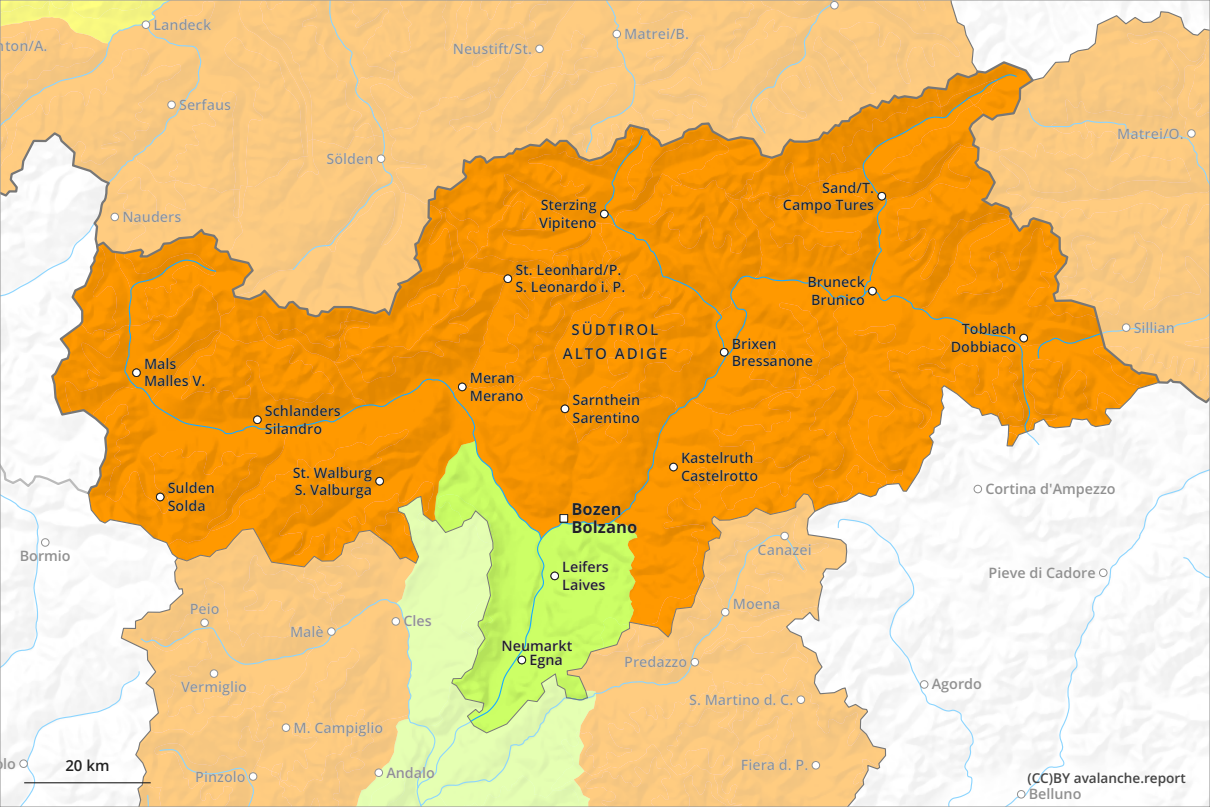 Landeck
nton/A.
Neustift/St.
Matrei/B.
Serfaus
Matrei/O.
Sölden
Nauders
Sterzing
Vipiteno
Sand/T.
Campo Tures
St. Leonhard/P.
S. Leonardo i. P.
Bruneck
Brunico
SÜDTIROL
ALTO ADIGE
Toblach
Dobbiaco
Sillian
Brixen
Bressanone
Mals
Malles V.
Meran
Merano
Schlanders
Silandro
Sarnthein
Sarentino
St. Walburg
S. Valburga
Kastelruth
Castelrotto
Sulden
Solda
Cortina d'Ampezzo
Bozen
Bolzano
Bormio
Canazei
Leifers
Laives
Pieve di Cadore
Peio
Malè
Cles
Moena
Neumarkt
Egna
Predazzo
Vermiglio
Agordo
S. Martino d. C.
M. Campiglio
olo
20 km
Pinzolo
Andalo
Fiera d. P.
(CC)BY avalanche.report
Belluno